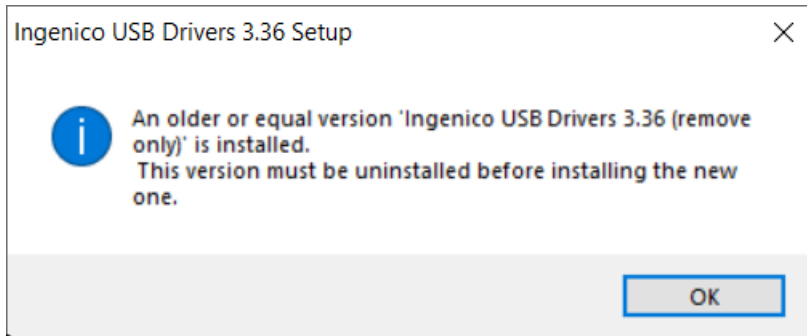 Ingenico USB Drivers 3.36 Setup
An older or equal version 'Ingenico USB Drivers 3.36 (remove
only)' is installed.
This version must be uninstalled before installing the new
one.
OK